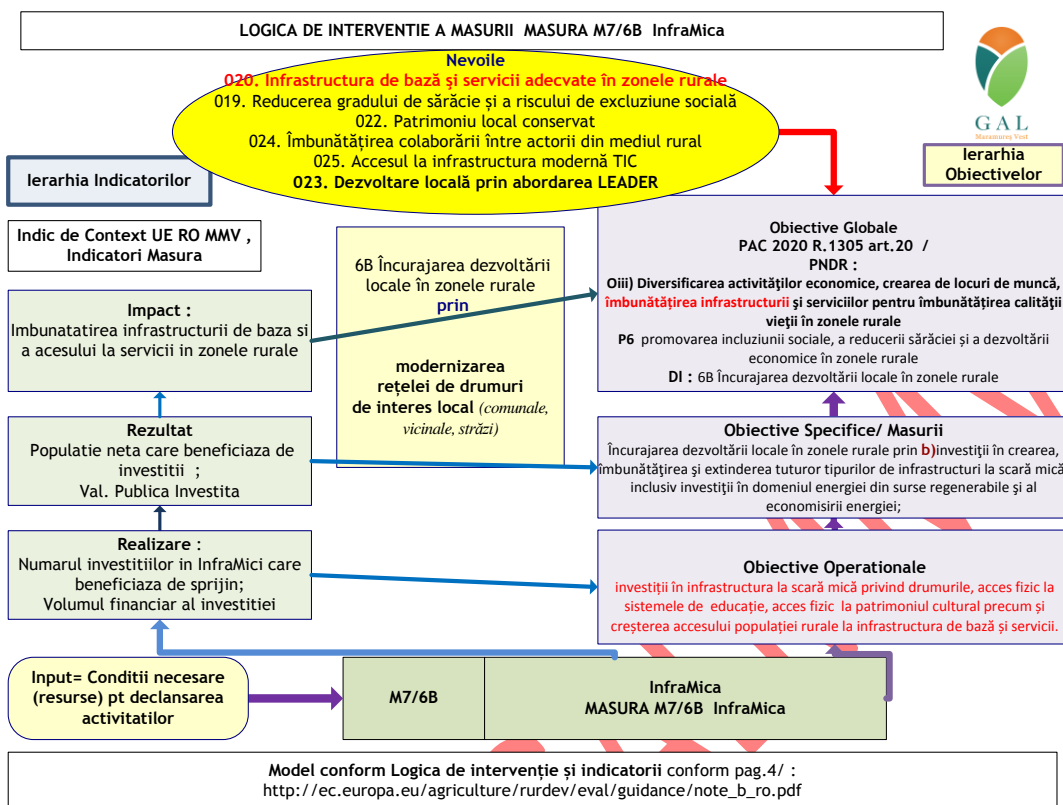 LOGICA DE INTERVENTIE A MASURII  MASURA M7/6B  InfraMica
Nevoile
020. Infrastructura de bază şi servicii adecvate în zonele rurale
019. Reducerea gradului de sărăcie și a riscului de excluziune socială
022. Patrimoniu local conservat
024. Îmbunătățirea colaborării între actorii din mediul rural
025. Accesul la infrastructura modernă TIC
023. Dezvoltare locală prin abordarea LEADER
GAL
Maramureș Vest
Ierarhia Indicatorilor
Ierarhia
Obiectivelor
Indic de Context UE RO MMV ,
Indicatori Masura
6B Încurajarea dezvoltării
locale în zonele rurale
prin
modernizarea
rețelei de drumuri
de interes local (comunale,
vicinale, străzi)
Obiective Globale
PAC 2020 R.1305 art.20  /
PNDR :
Oiii) Diversificarea activităţilor economice, crearea de locuri de muncă,
îmbunătăţirea infrastructurii şi serviciilor pentru îmbunătăţirea calităţii
vieţii în zonele rurale
P6  promovarea incluziunii sociale, a reducerii sărăciei și a dezvoltării
economice în zonele rurale
DI : 6B Încurajarea dezvoltării locale în zonele rurale
Impact :
Imbunatatirea infrastructurii de baza si
a acesului la servicii in zonele rurale
Rezultat
Populatie neta care beneficiaza de
investitii  ;
Val. Publica Investita
Obiective Specifice/ Masurii
Încurajarea dezvoltării locale în zonele rurale prin b)investiţii în crearea,
îmbunătăţirea şi extinderea tuturor tipurilor de infrastructuri la scară mică
inclusiv investiţii în domeniul energiei din surse regenerabile şi al
economisirii energiei;
Realizare :
Numarul investitiilor in InfraMici care
beneficiaza de sprijin;
Volumul financiar al investitiei
Obiective Operationale
investiții în infrastructura la scară mică privind drumurile, acces fizic la
sistemele de  educație, acces fizic  la patrimoniul cultural precum și
creșterea accesului populației rurale la infrastructura de bază și servicii.
Input= Conditii necesare
(resurse) pt declansarea
activitatilor
M7/6B
InfraMica
MASURA M7/6B  InfraMica
Model conform Logica de intervenție și indicatorii conform pag.4/ :
http://ec.europa.eu/agriculture/rurdev/eval/guidance/note_b_ro.pdf